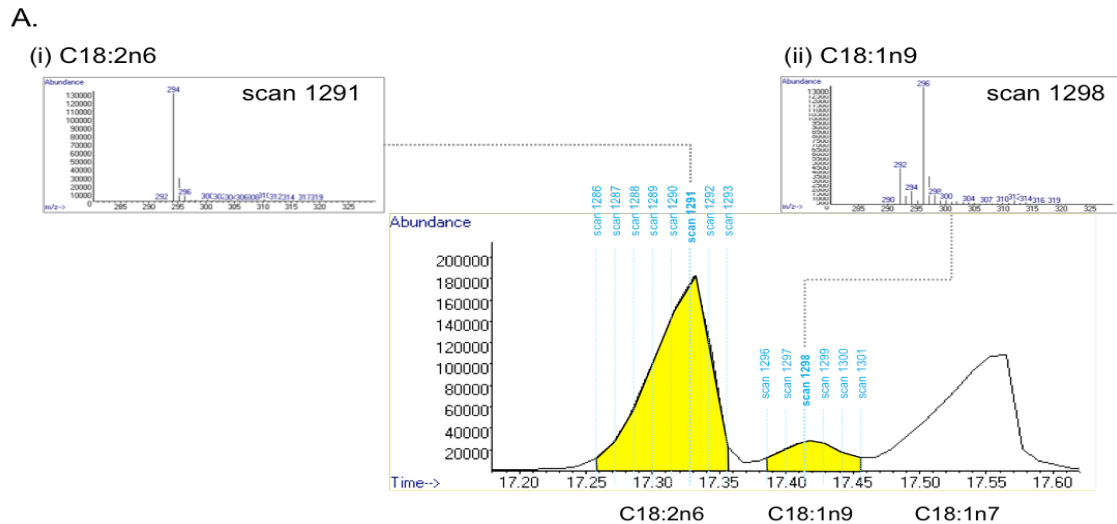 A.
(i) C18:2n6
Abundance
scan 1291
294
130000
120000
110000
100000
90000
80000
70000
60000
50000
40000
30000
20000
10000
0
292
296
314
317319
m/z-->
285 290 295 300 305 310 315 320 325
(ii) C18:1n9
Abundance
scan 1298
296
292
294
298
290
300
304
307
310
314
316
319
m/z-->
285 290 295 300 305 310 315 320 325
scan 1286
scan 1287
scan 1288
scan 1289
scan 1290
scan 1291
scan 1292
scan 1293
scan 1296
scan 1297
scan 1298
scan 1299
scan 1300
scan 1301
Abundance
200000
180000
160000
140000
120000
100000
80000
60000
40000
20000
Time-->
17.20 17.25 17.30 17.35 17.40 17.45 17.50 17.55 17.60
C18:2n6 C18:1n9 C18:1n7